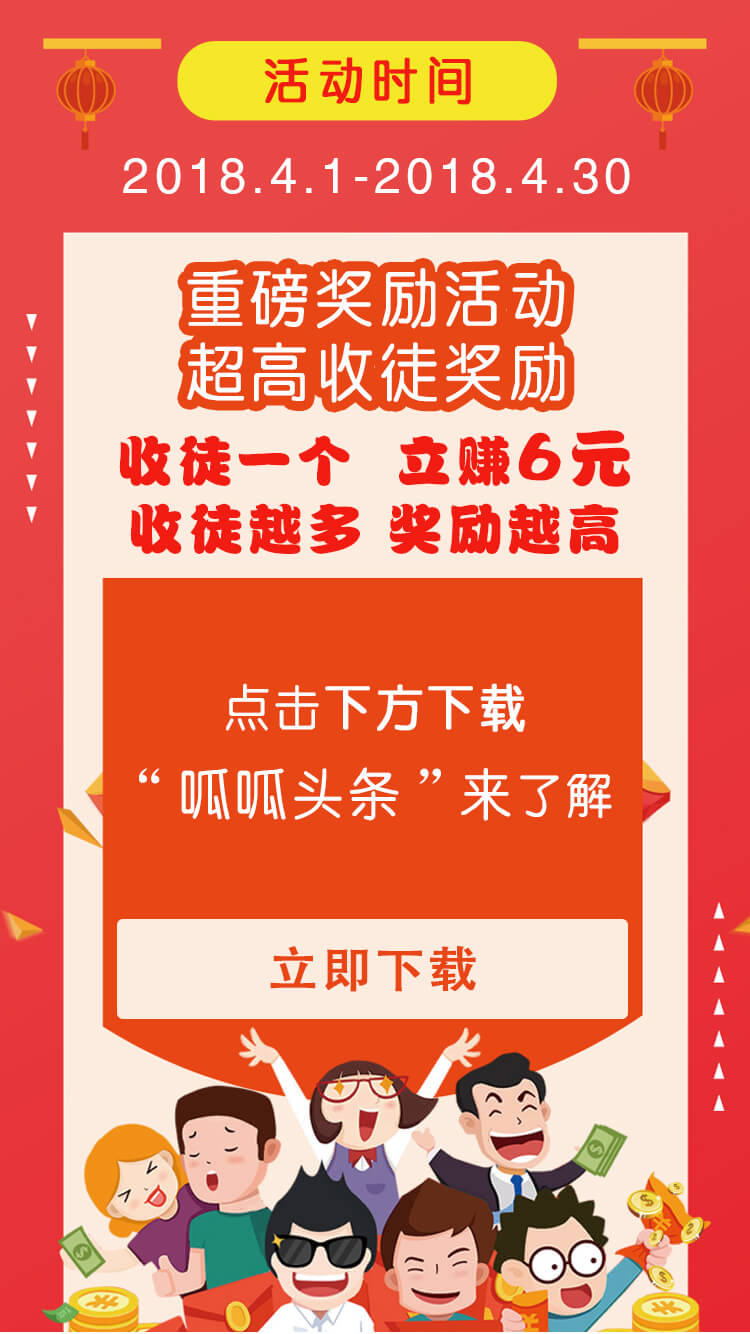 活动时间
2018.4.1-2018.4.30
重磅奖励活动
超高收徒奖励
收徒一个 立赚6元
收徒越多 奖励越高
点击下方下载
“呱呱头条”来了解
立即下载